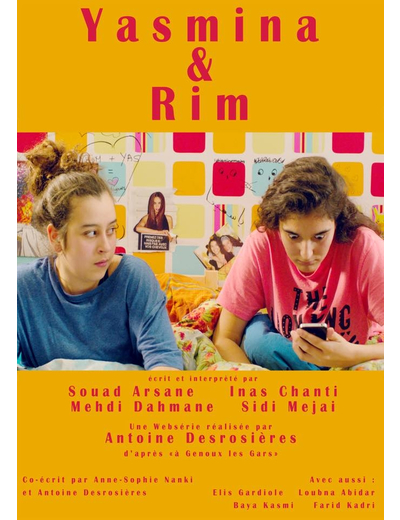 Yasmina
&
Rim
+ YAS
écrit et interprété par
Souad Arsane Inas Chanti
Mehdi Dahmane Sidi Mejai
Une Websérie réalisée par
Antoine Desrosières
d'après «à Genoux les Gars»
Co-écrit par Anne-Sophie Nanki
et Antoine Desrosières
Avec aussi :
Elis Gardiole Loubna Abidar
Baya Kasmi Farid Kadri